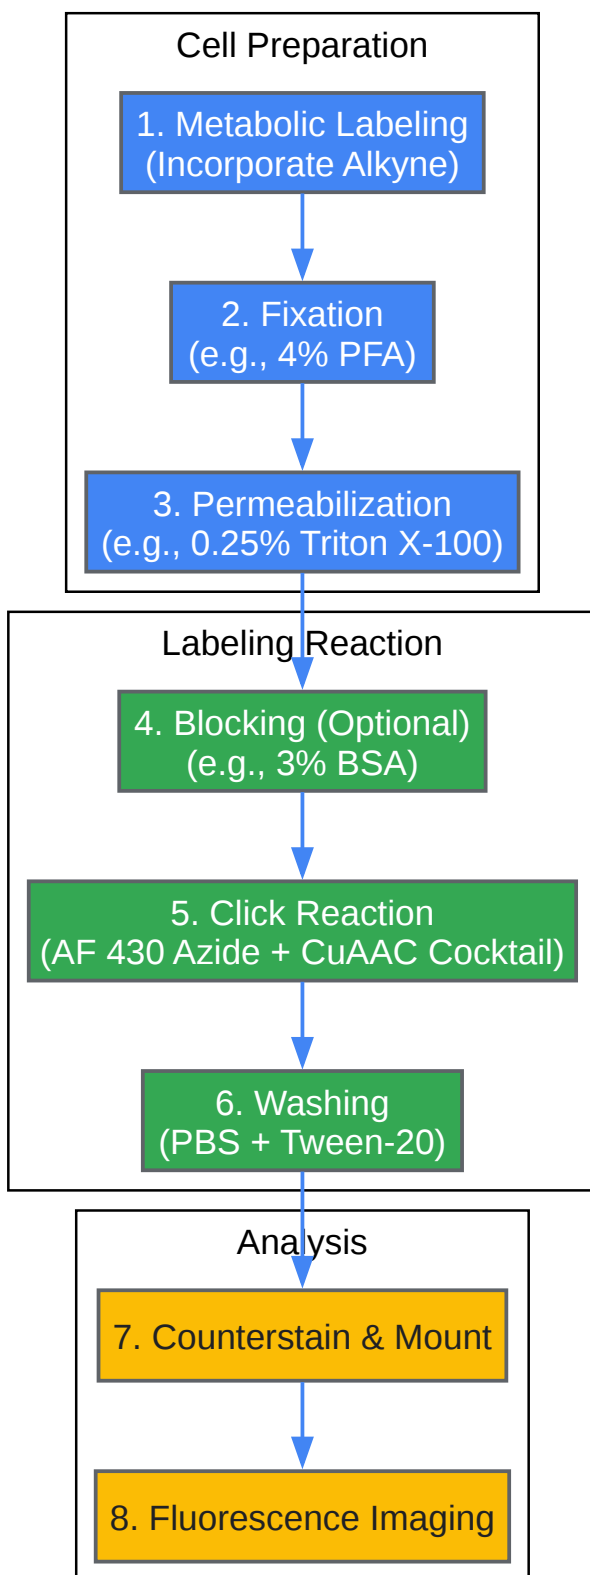 Cell Preparation
1. Metabolic Labeling
(Incorporate Alkyne)
2. Fixation
(e.g., 4% PFA)
3. Permeabilization
(e.g., 0.25% Triton X-100)
Labeling Reaction
4. Blocking (Optional)
(e.g., 3% BSA)
5. Click Reaction
(AF 430 Azide + CuAAC Cocktail)
6. Washing
(PBS + Tween-20)
Analysis
7. Counterstain & Mount
8. Fluorescence Imaging